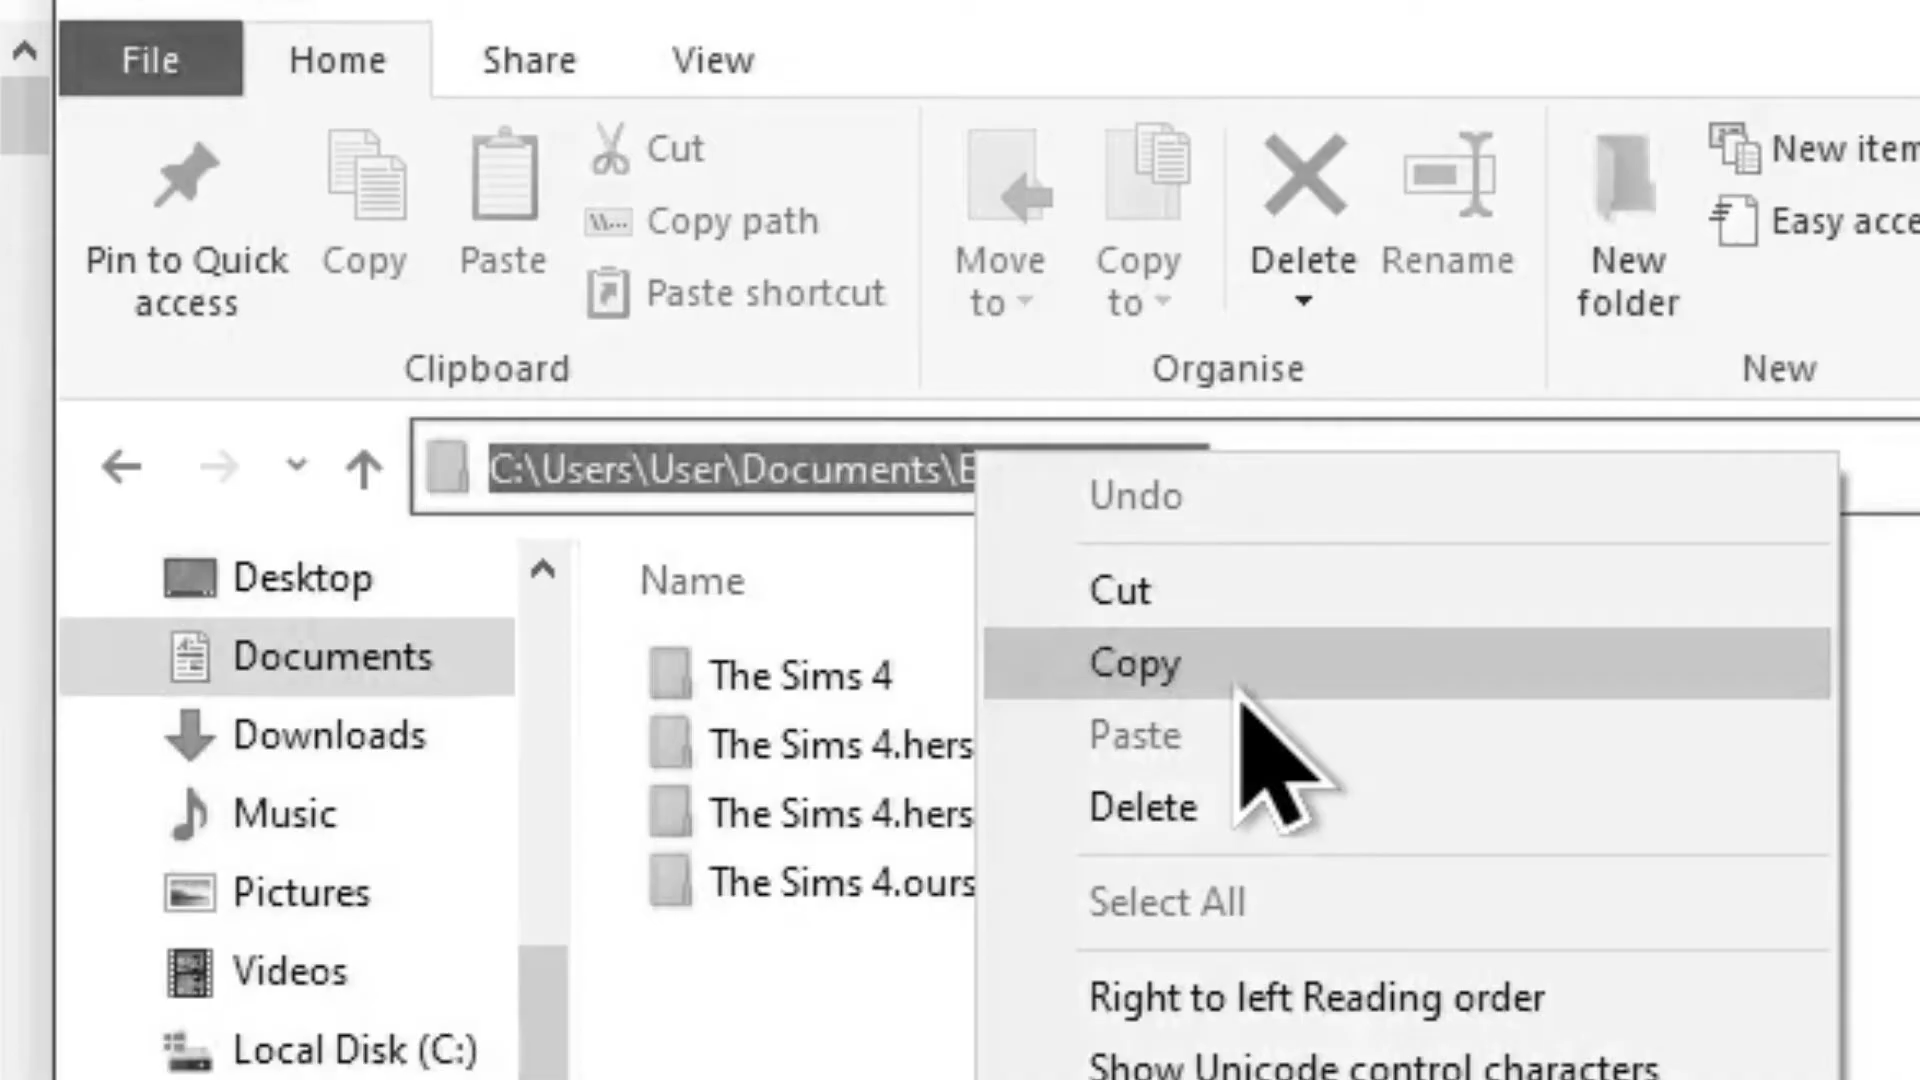 File Home Share View
Pin to Quick access
Copy
Paste
Cut
Copy path
Paste shortcut
Clipboard
Move to
Copy to
Delete
Rename
Organise
New folder
New item
Easy acce
New
C:\Users\User\Documents\E
Desktop
Documents
Downloads
Music
Pictures
Videos
Local Disk (C:)
Name
The Sims 4
The Sims 4.hers
The Sims 4.hers
The Sims 4.ours
Undo
Cut
Copy
Paste
Delete
Select All
Right to left Reading order
Show Unicode control characters